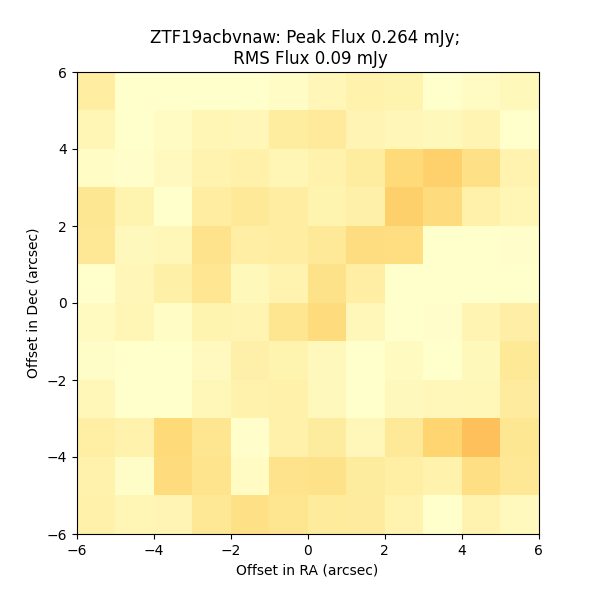 ZTF19acbvnaw: Peak Flux 0.264 mJy;
RMS Flux 0.09 mJy
6
4
2
0
−2
−4
−6
Offset in Dec (arcsec)
−6 −4 −2 0 2 4 6
Offset in RA (arcsec)